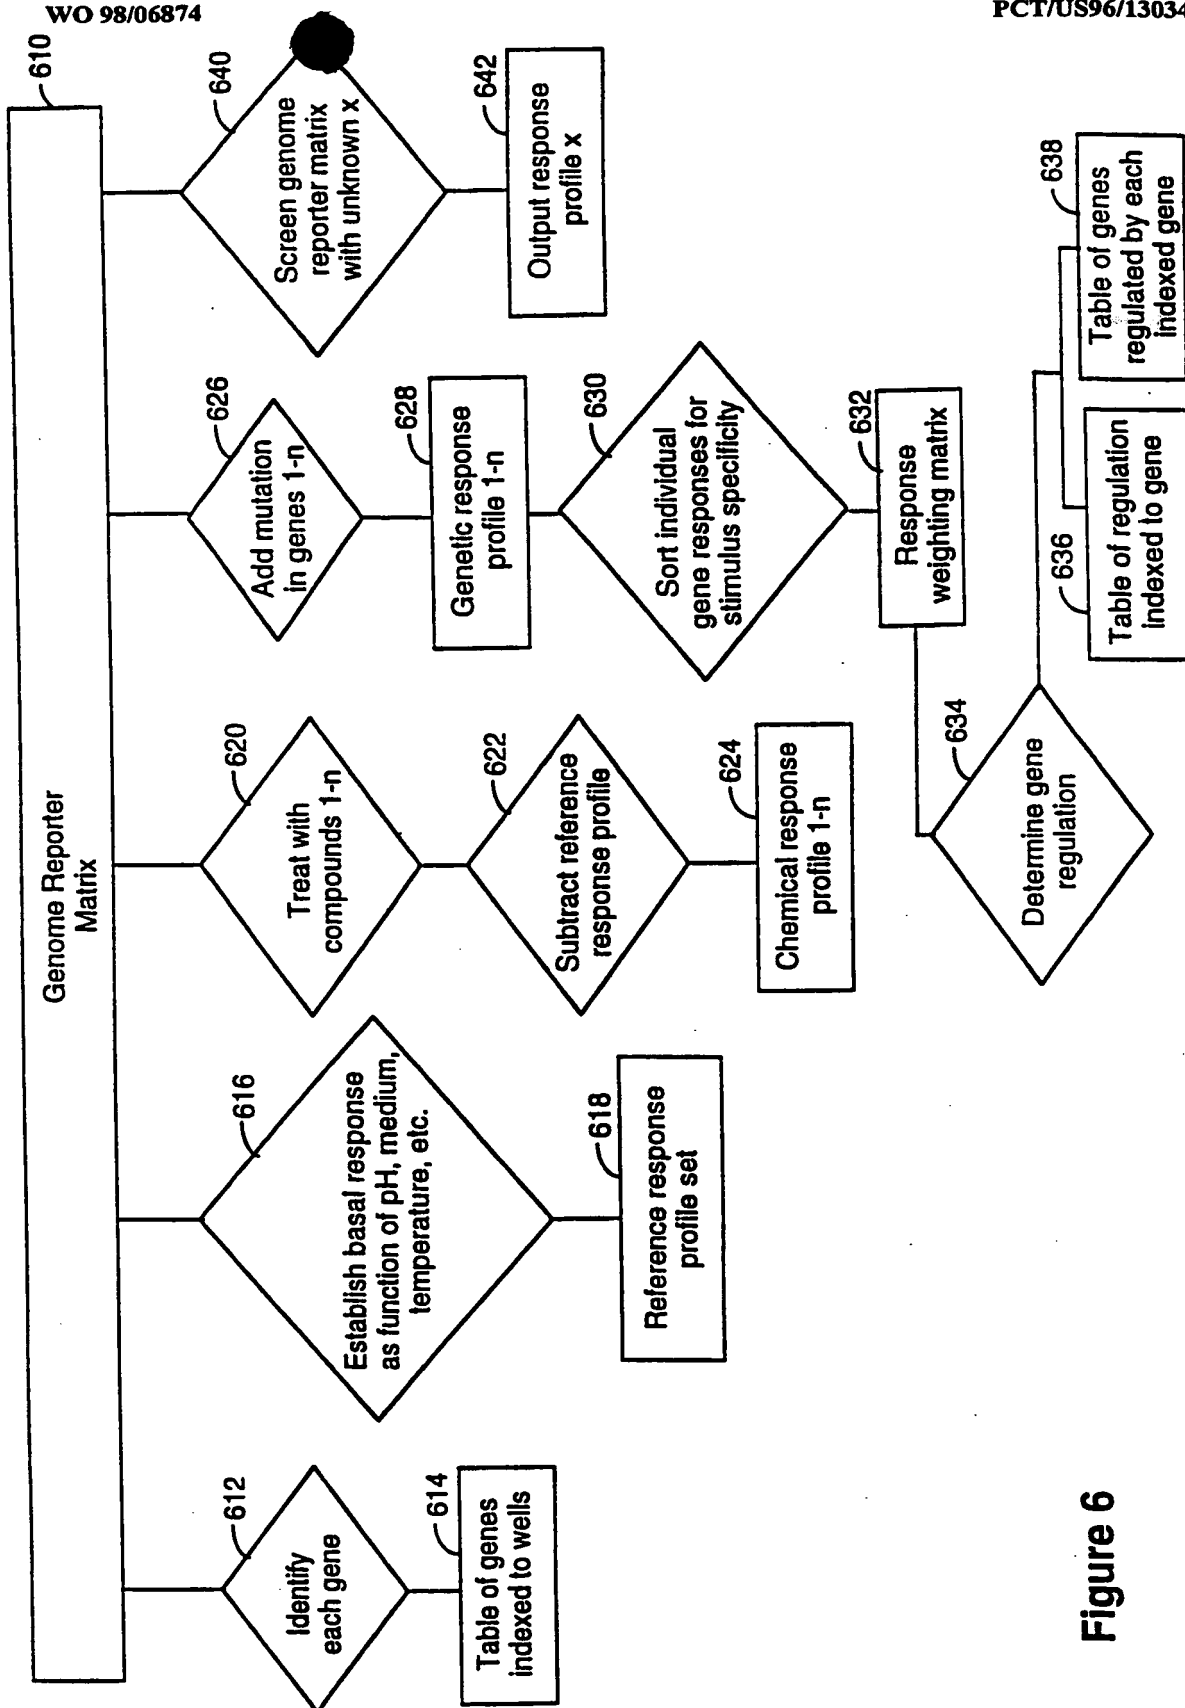 WO 98/06874
PCT/US96/13034
610
Genome Reporter
Matrix
612
Identify
each gene
614
Table of genes
indexed to wells
616
Establish basal response
as function of pH, medium,
temperature, etc.
618
Reference response
profile set
620
Treat with
compounds 1-n
622
Subtract reference
response profile
624
Chemical response
profile 1-n
626
Add mutation
in genes 1-n
628
Genetic response
profile 1-n
630
Sort individual
gene responses for
stimulus specificity
632
Response
weighting matrix
634
Determine gene
regulation
636
Table of regulation
indexed to gene
638
Table of genes
regulated by each
indexed gene
640
Screen genome
reporter matrix
with unknown x
642
Output response
profile x
Figure 6